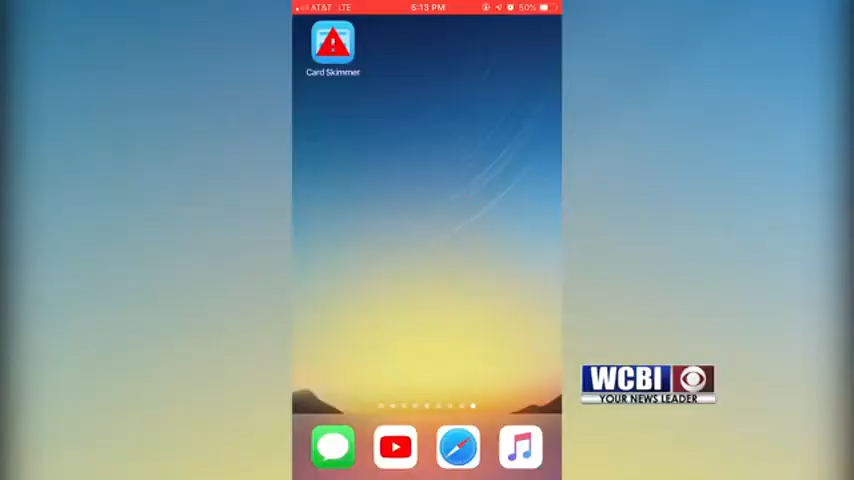 AT&T LTE
5:13 PM
50%
Card Skimmer
WCBI
YOUR NEWS LEADER